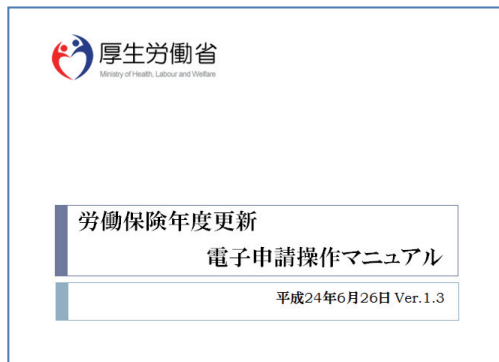 厚生労働省
Ministry of Health, Labour and Welfare
労働保険年度更新
電子申請操作マニュアル
平成24年6月26日 Ver.1.3